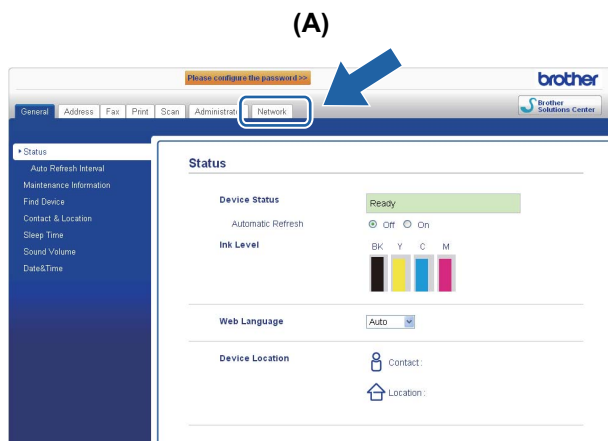 (A)
Please configure the password >>
brother
General Address Fax Print Scan Administrator Network
Brother
Solutions Center
Status
Auto Refresh Interval
Maintenance Information
Find Device
Contact & Location
Sleep Time
Sound Volume
Date&Time
Status
Device Status Ready
Automatic Refresh Off On
Ink Level BK Y C M
Web Language Auto
Device Location Contact :
Location :